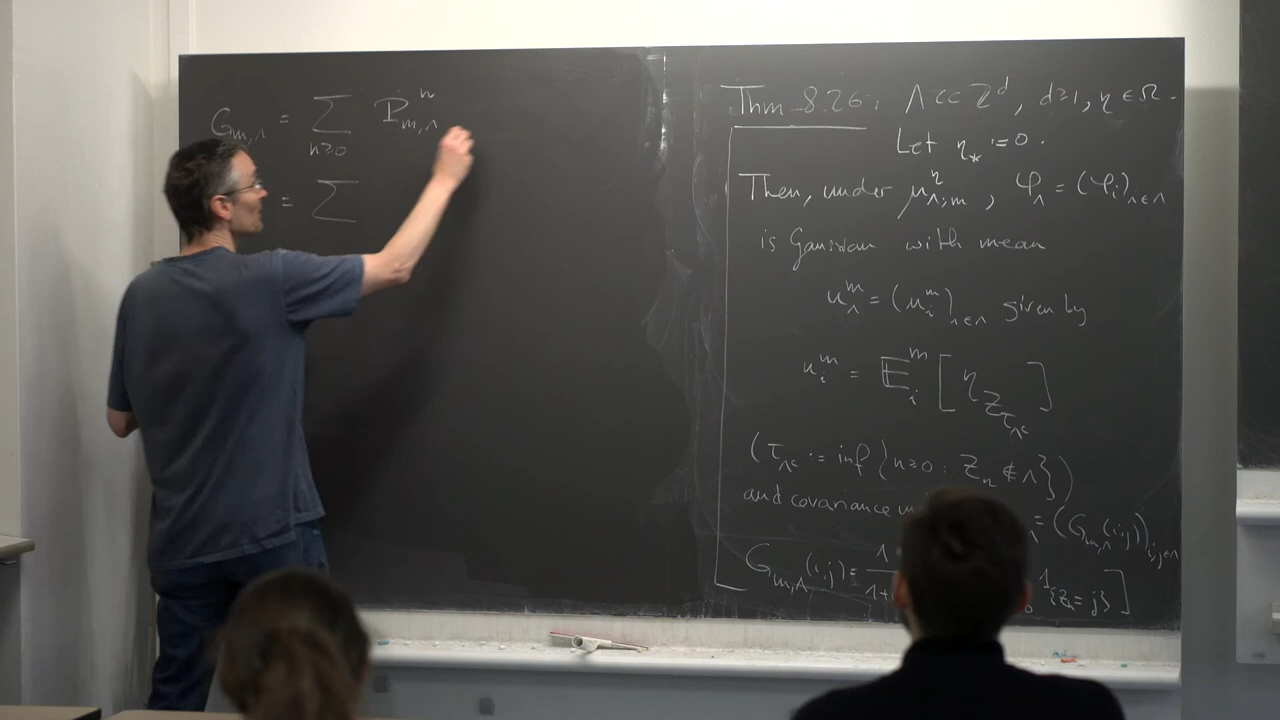 G_{m,Λ} = Σ_{n≥0} P^n_{m,Λ}
= Σ
Thm 8.26: Λ ⊂⊂ ℤ^d, d≥1, η ∈ Ω.
Let η_* := 0.
Then, under μ^η_{Λ;m}, φ_Λ = (φ_i)_{i∈Λ}
is Gaussian with mean
u^m_Λ = (u^m_i)_{i∈Λ} given by
u^m_i = 𝔼^m_i [ η_{Z_{τ_{Λ^c}}} ]
(τ_{Λ^c} := inf {n≥0 : Z_n ∉ Λ})
and covariance = (G_{m,Λ}(i,j))_{i,j∈Λ}
G_{m,Λ}(i,j) = 1 1_{{Z_n = j}} ]